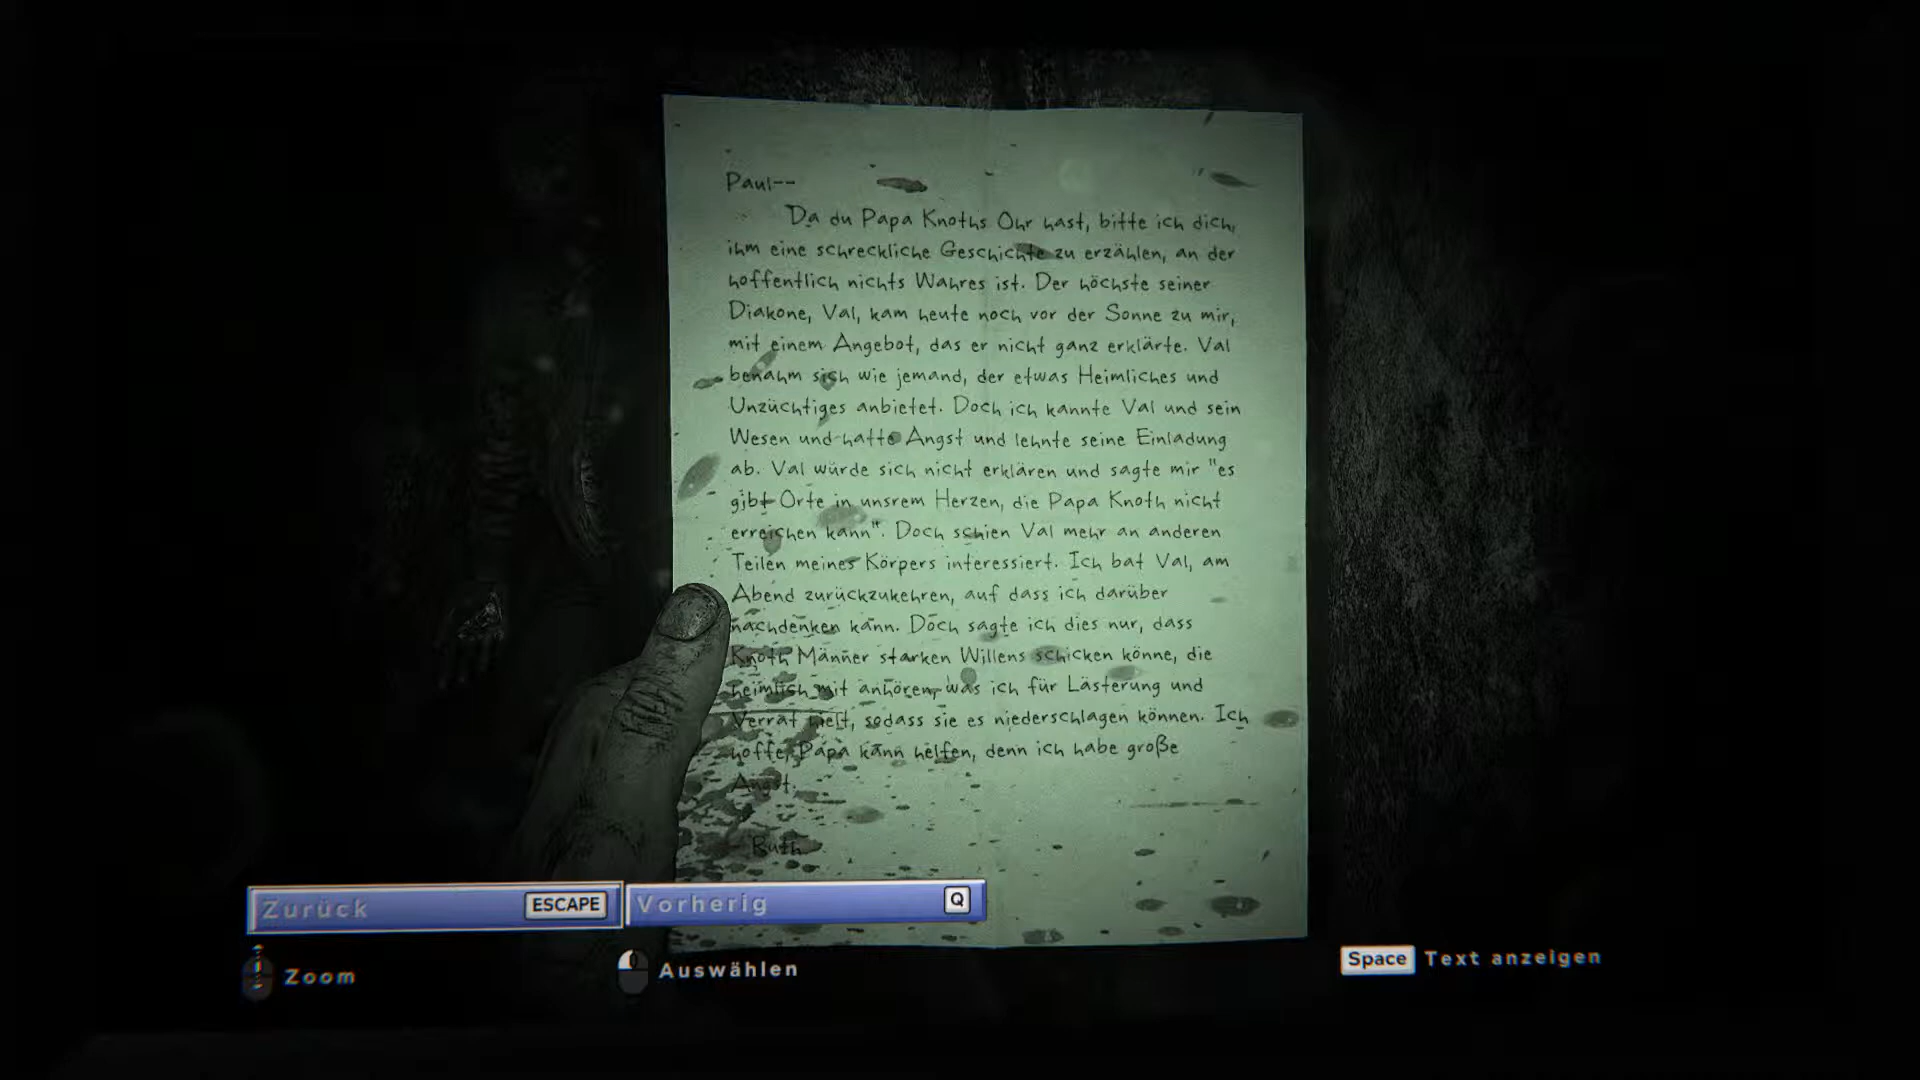 Paul--
Da du Papa Knoths Ohr hast, bitte ich dich,
ihm eine schreckliche Geschichte zu erzählen, an der
hoffentlich nichts Wahres ist. Der höchste seiner
Diakone, Val, kam heute noch vor der Sonne zu mir,
mit einem Angebot, das er nicht ganz erklärte. Val
benahm sich wie jemand, der etwas Heimliches und
Unzüchtiges anbietet. Doch ich kannte Val und sein
Wesen und hatte Angst und lehnte seine Einladung
ab. Val würde sich nicht erklären und sagte mir "es
gibt Orte in unsrem Herzen, die Papa Knoth nicht
erreichen kann". Doch schien Val mehr an anderen
Teilen meines Körpers interessiert. Ich bat Val, am
Abend zurückzukehren, auf dass ich darüber
nachdenken kann. Doch sagte ich dies nur, dass
Knoth Männer starken Willens schicken könne, die
heimlich mit anhören, was ich für Lästerung und
Verrat hielt, sodass sie es niederschlagen können. Ich
hoffe, Papa kann helfen, denn ich habe große
Angst.
Ruth
Zurück ESCAPE Vorherig Q
Zoom Auswählen Space Text anzeigen